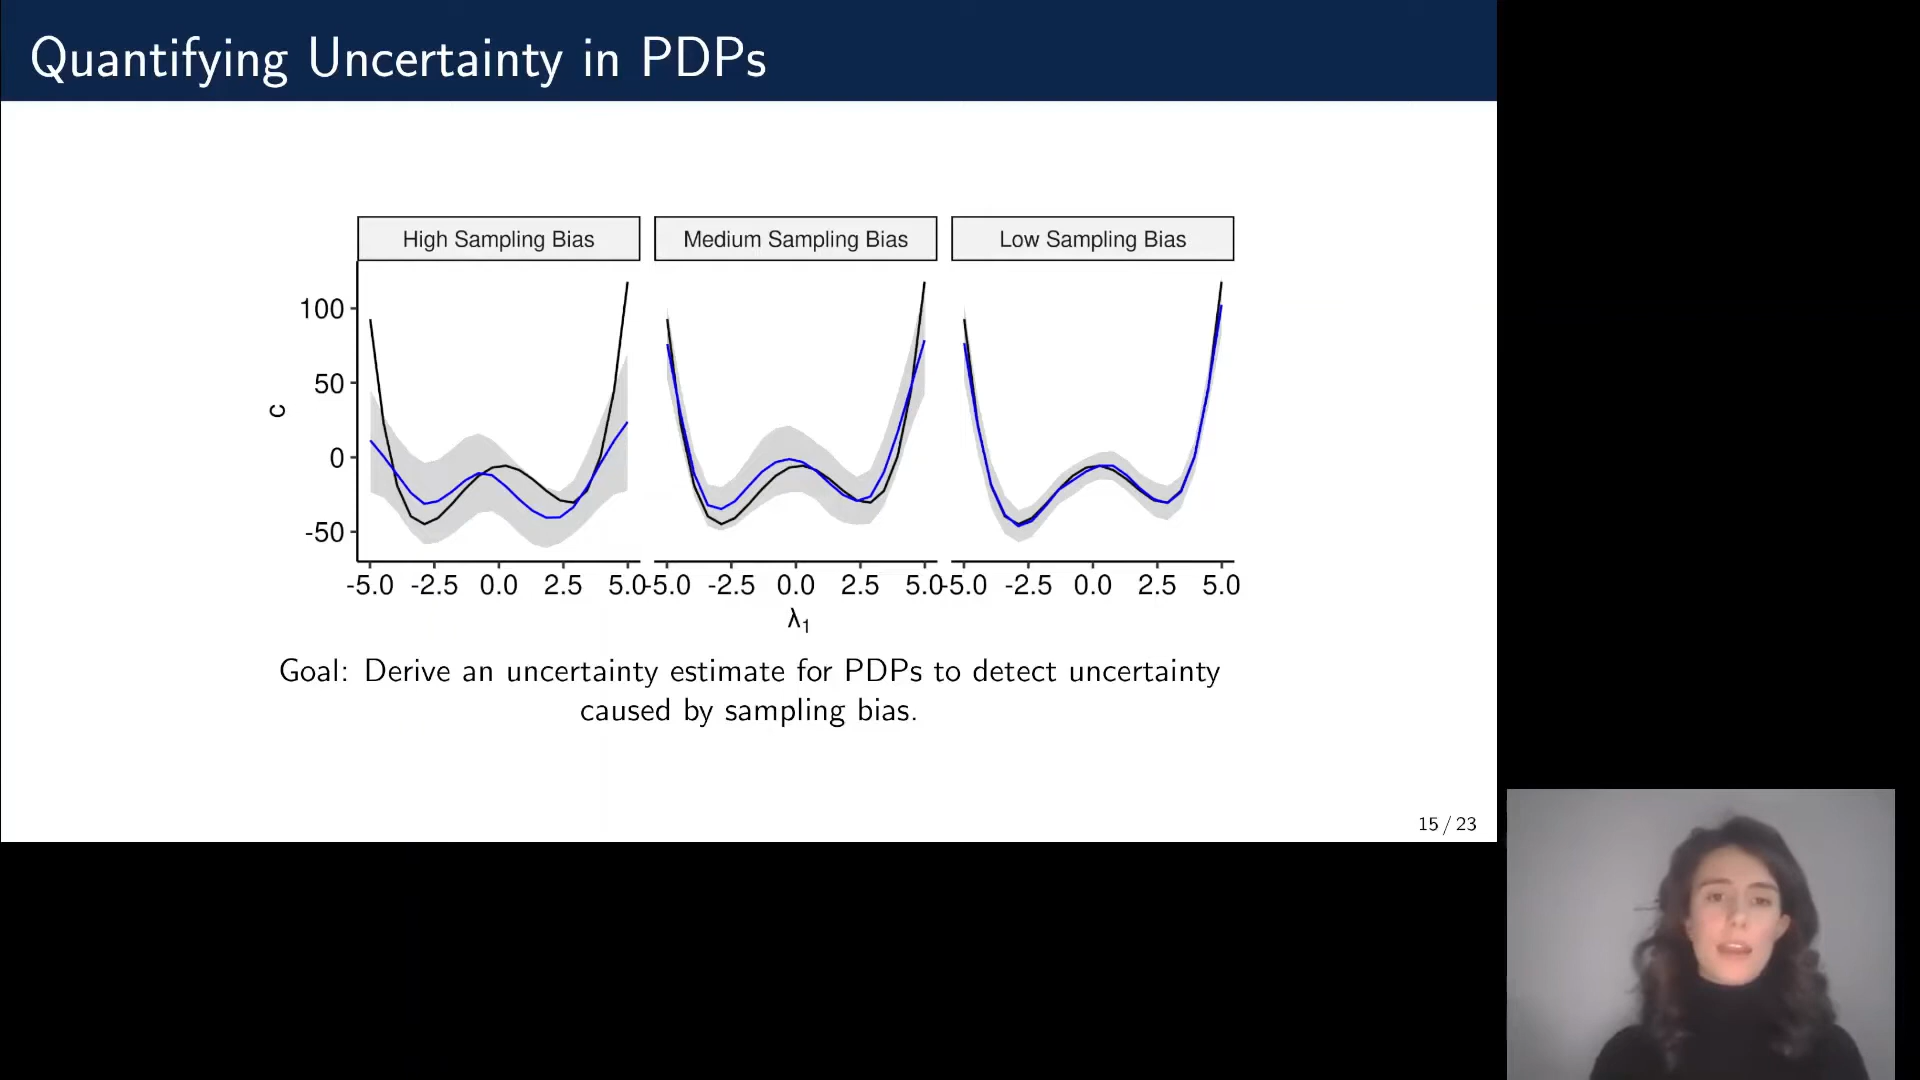 Quantifying Uncertainty in PDPs
High Sampling Bias
Medium Sampling Bias
Low Sampling Bias
100
50
0
-50
c
-5.0 -2.5 0.0 2.5 5.0
-5.0 -2.5 0.0 2.5 5.0
-5.0 -2.5 0.0 2.5 5.0
λ1
Goal: Derive an uncertainty estimate for PDPs to detect uncertainty
caused by sampling bias.
15 / 23